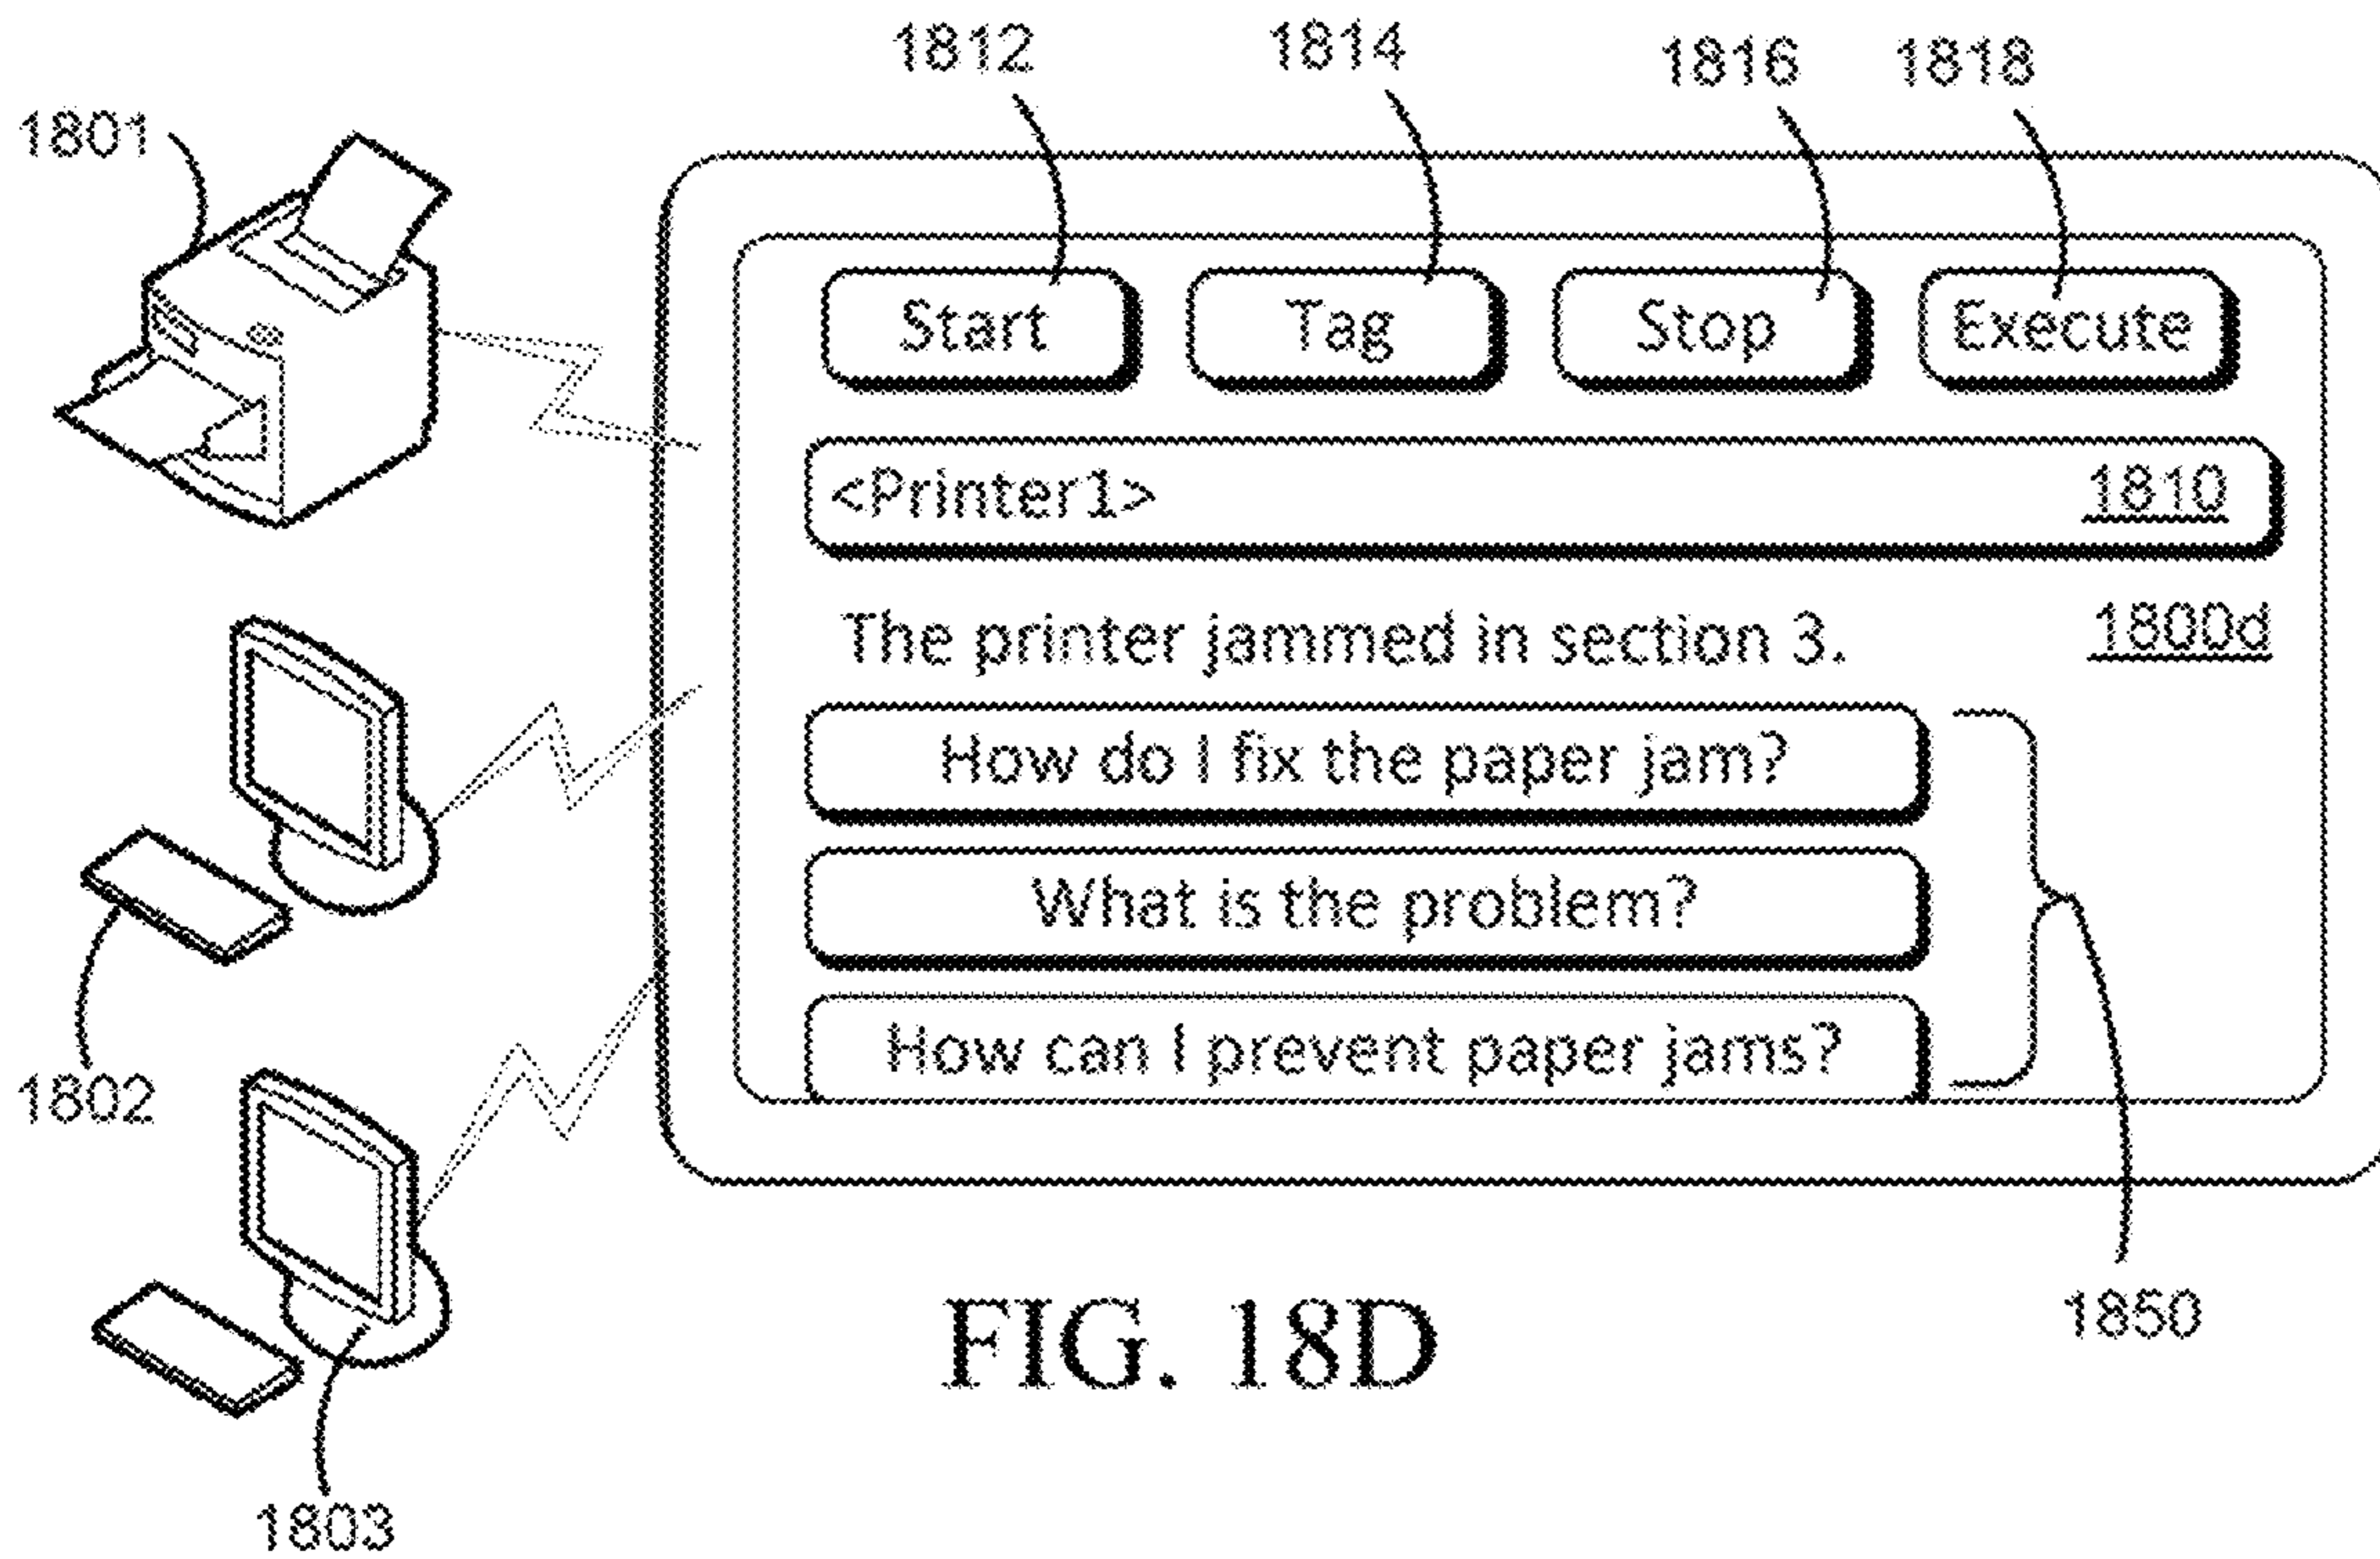 1812 1814 1816 1818
1801
Start Tag Stop Execute
<Printer1> 1810
The printer jammed in section 3. 1800d
How do I fix the paper jam?
What is the problem?
How can I prevent paper jams?
1802
1850
FIG. 18D
1803